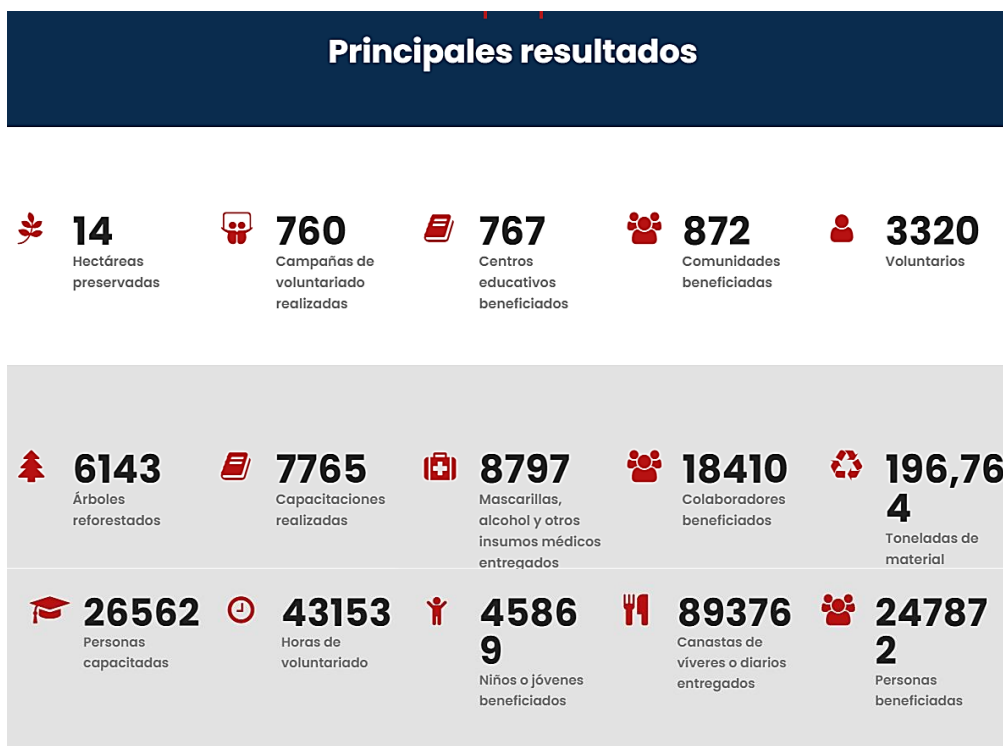 Principales resultados
14
Hectáreas
preservadas
760
Campañas de
voluntariado
realizadas
767
Centros
educativos
beneficiados
872
Comunidades
beneficiadas
3320
Voluntarios
6143
Árboles
reforestados
7765
Capacitaciones
realizadas
8797
Mascarillas,
alcohol y otros
insumos médicos
entregados
18410
Colaboradores
beneficiados
196,76
4
Toneladas de
material
26562
Personas
capacitadas
43153
Horas de
voluntariado
4586
9
Niños o jóvenes
beneficiados
89376
Canastas de
víveres o diarios
entregados
24787
2
Personas
beneficiadas